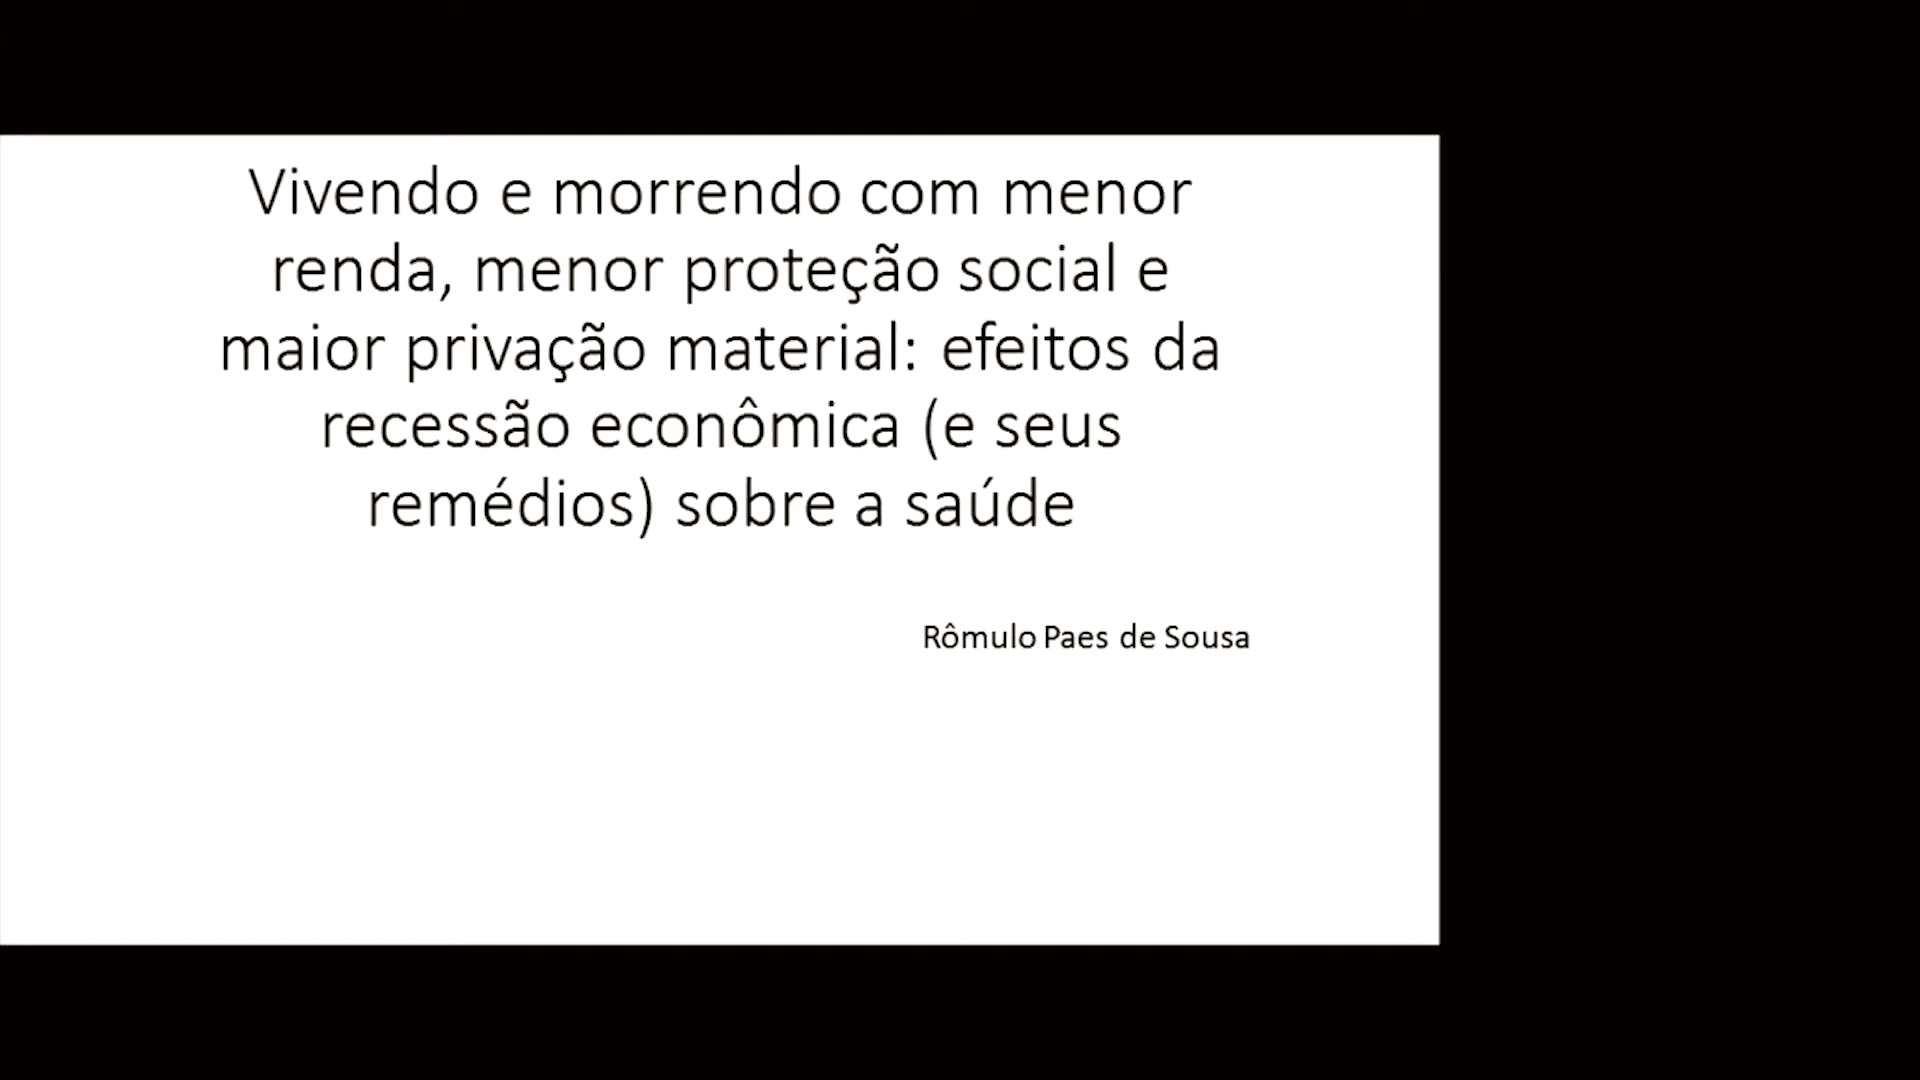 Vivendo e morrendo com menor
renda, menor proteção social e
maior privação material: efeitos da
recessão econômica (e seus
remédios) sobre a saúde
Rômulo Paes de Sousa